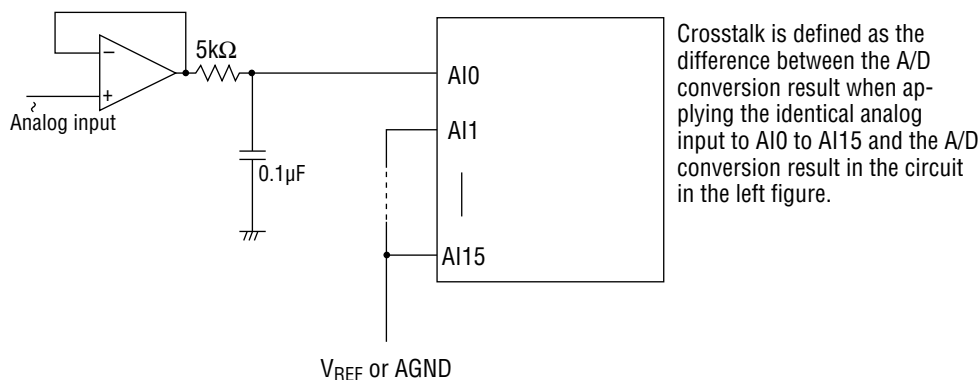 5kΩ
−
+
Analog input
0.1μF
AI0
AI1
AI15
V_REF or AGND
Crosstalk is defined as the
difference between the A/D
conversion result when ap-
plying the identical analog
input to AI0 to AI15 and the A/D
conversion result in the circuit
in the left figure.